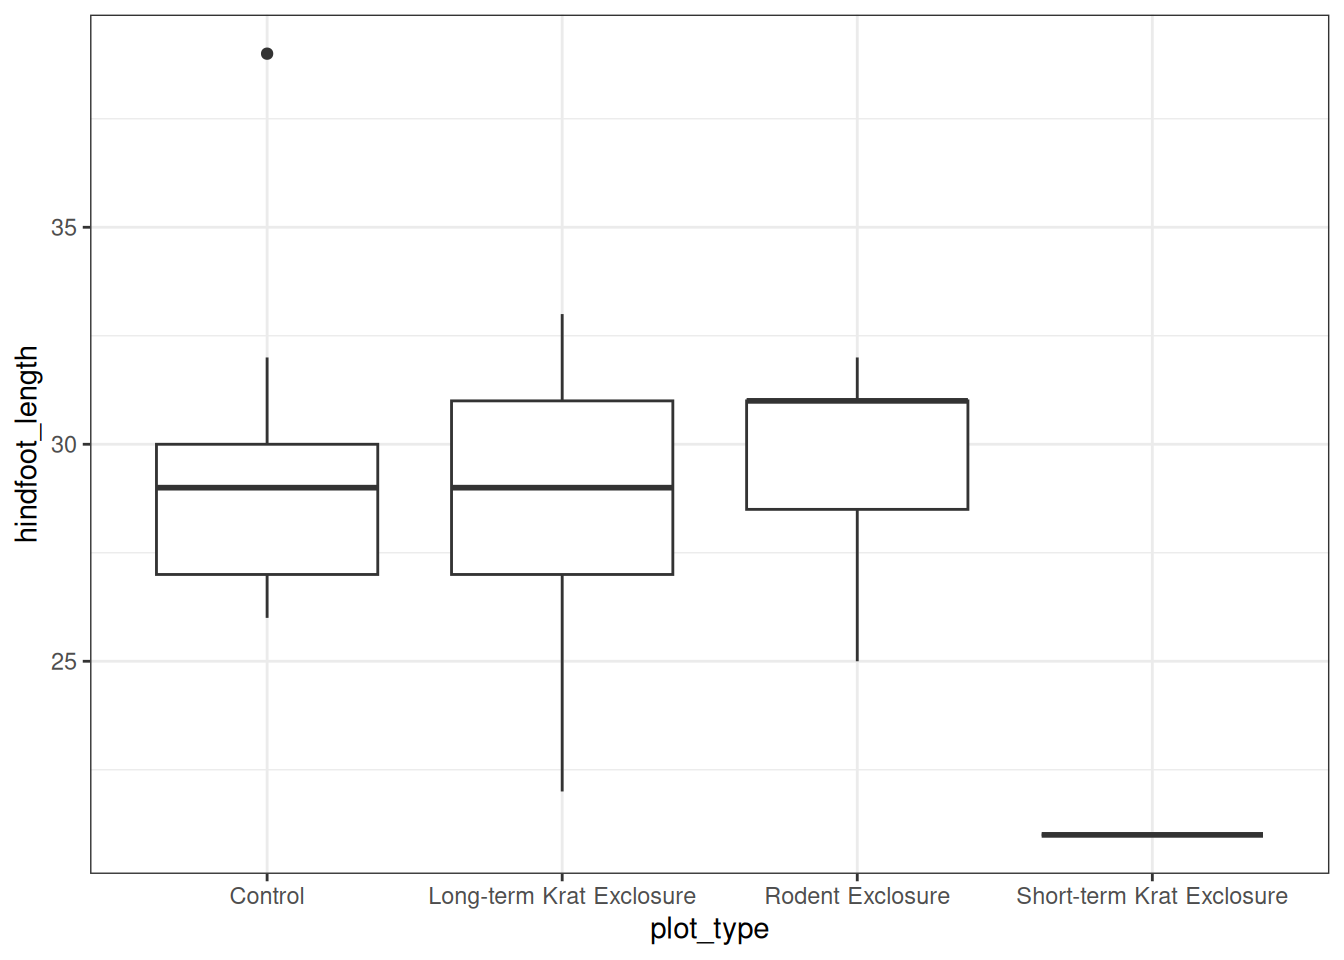 hindfoot_length
35
30
25
Control
Long-term Krat Exclosure
Rodent Exclosure
Short-term Krat Exclosure
plot_type